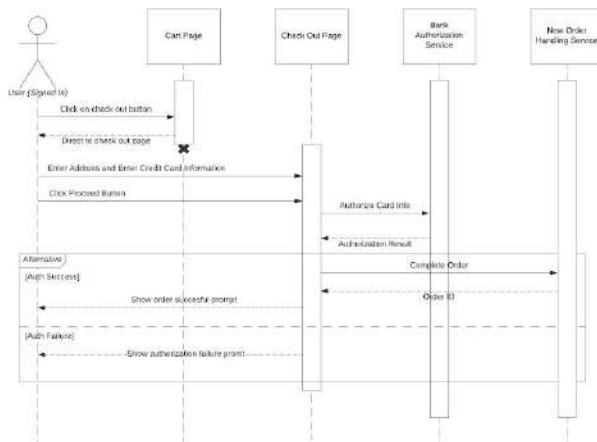 Cart Page
Check Out Page
Bank
Authorization
Service
New Order
Handling Service
User (Signed In)
Click on check out button
Direct to check out page
Enter Address and Enter Credit Card Information
Click Proceed Button
Authorize Card Info
Authorization Result
Alternative
[Auth Success]
Complete Order
Order ID
Show order succesful prompt
[Auth Failure]
Show authorization failure promt